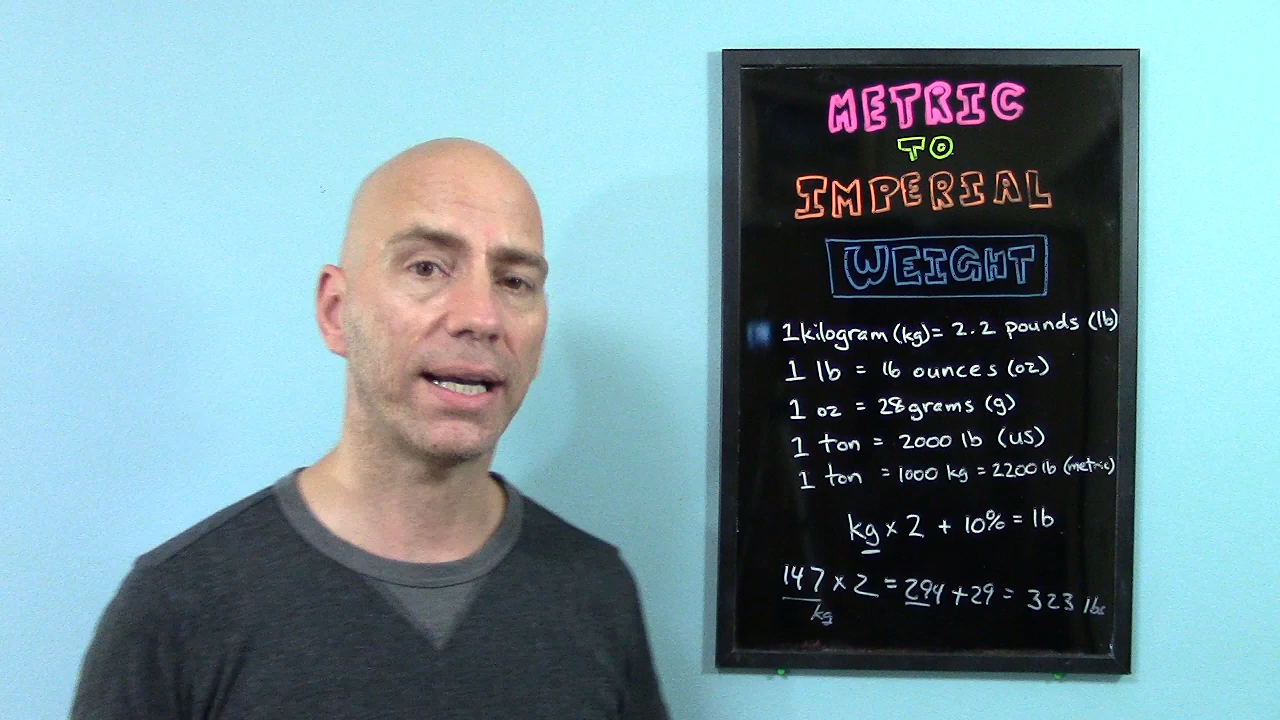 METRIC
TO
IMPERIAL
WEIGHT
1 kilogram (kg) = 2.2 pounds (lb)
1 lb = 16 ounces (oz)
1 oz = 28 grams (g)
1 ton = 2000 lb (us)
1 ton = 1000 kg = 2200 lb (metric)
kg x 2 + 10% = lb
147 x 2 = 294 + 29 = 323 lbs
kg